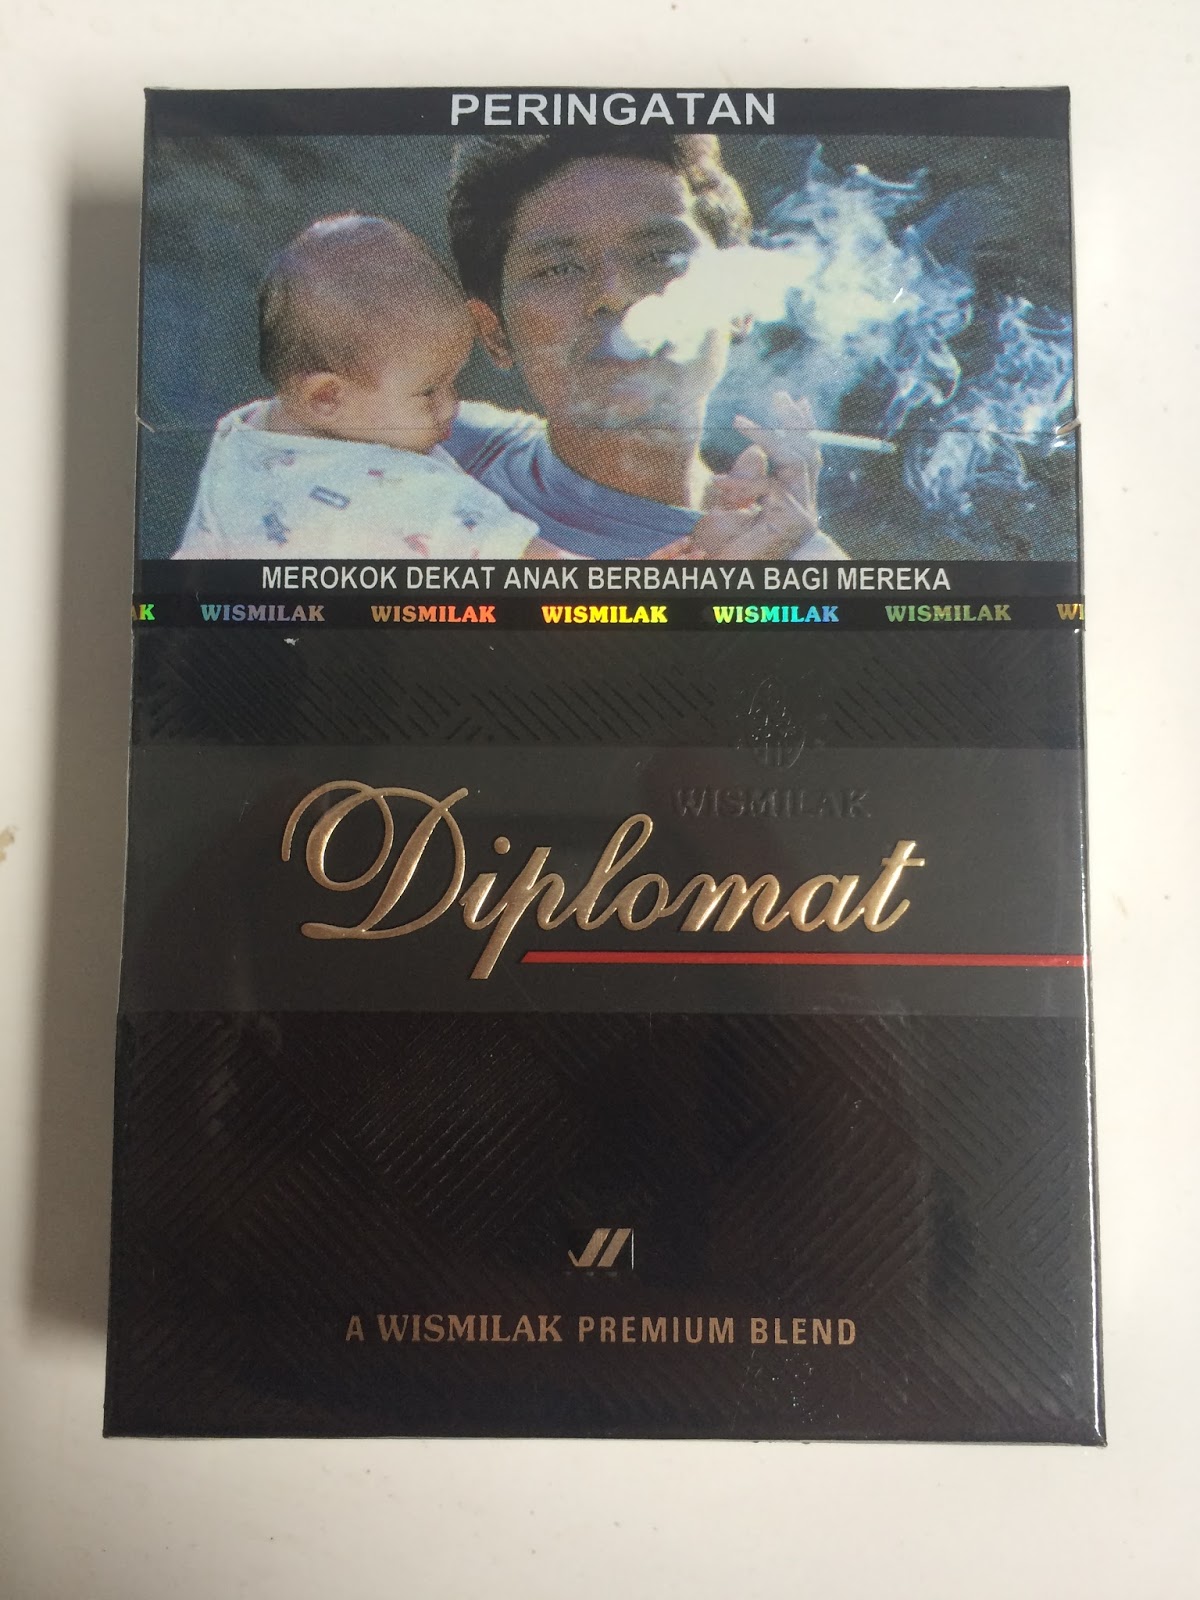 PERINGATAN
MEROKOK DEKAT ANAK BERBAHAYA BAGI MEREKA
WISMILAK WISMILAK WISMILAK WISMILAK WISMILAK
WISMILAK
Diplomat
A WISMILAK PREMIUM BLEND